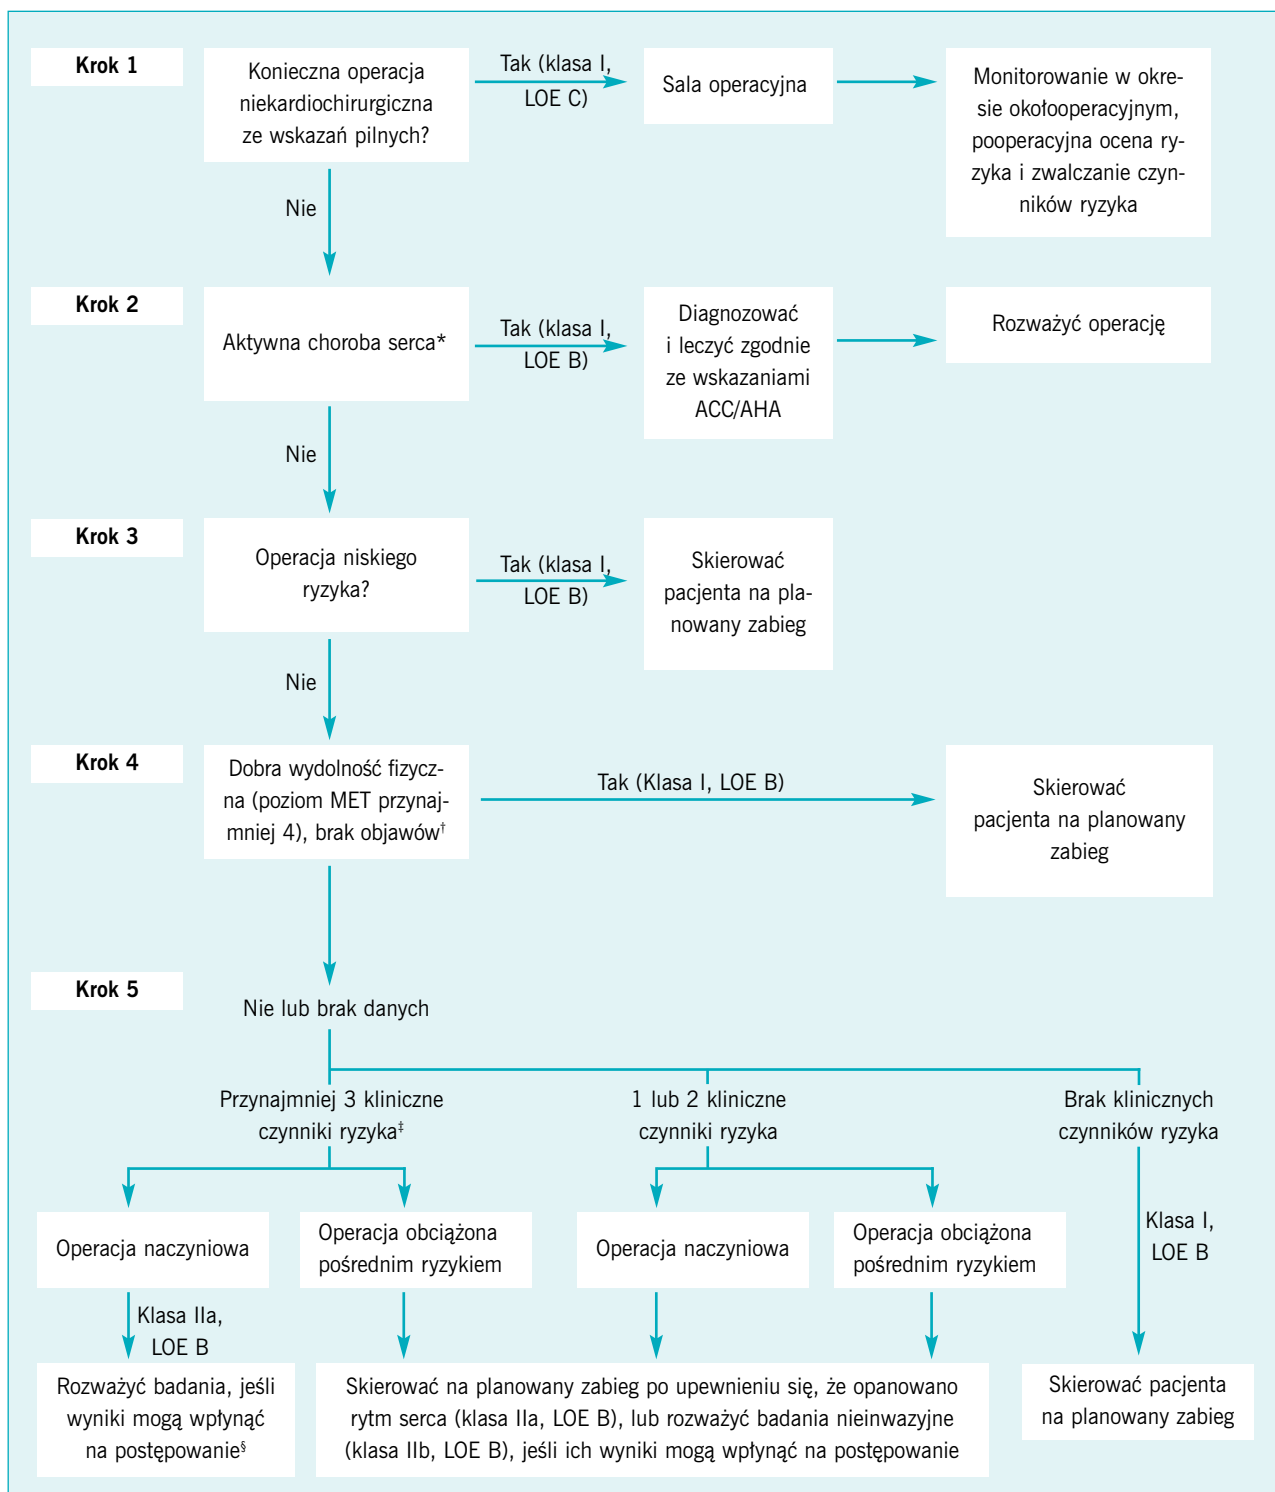 Krok 1
Konieczna operacja
niekardiochirurgiczna
ze wskazań pilnych?
Tak (klasa I,
LOE C)
Sala operacyjna
Monitorowanie w okre-
sie okołooperacyjnym,
pooperacyjna ocena ry-
zyka i zwalczanie czyn-
ników ryzyka
Nie
Krok 2
Aktywna choroba serca*
Tak (klasa I,
LOE B)
Diagnozować
i leczyć zgodnie
ze wskazaniami
ACC/AHA
Rozważyć operację
Nie
Krok 3
Operacja niskiego
ryzyka?
Tak (klasa I,
LOE B)
Skierować
pacjenta na pla-
nowany zabieg
Nie
Krok 4
Dobra wydolność fizycz-
na (poziom MET przynaj-
mniej 4), brak objawów†
Tak (Klasa I, LOE B)
Skierować
pacjenta na planowany
zabieg
Krok 5
Nie lub brak danych
Przynajmniej 3 kliniczne
czynniki ryzyka‡
1 lub 2 kliniczne
czynniki ryzyka
Brak klinicznych
czynników ryzyka
Operacja naczyniowa
Operacja obciążona
pośrednim ryzykiem
Operacja naczyniowa
Operacja obciążona
pośrednim ryzykiem
Klasa I,
LOE B
Klasa IIa,
LOE B
Rozważyć badania, jeśli
wyniki mogą wpłynąć
na postępowanie§
Skierować na planowany zabieg po upewnieniu się, że opanowano
rytm serca (klasa IIa, LOE B), lub rozważyć badania nieinwazyjne
(klasa IIb, LOE B), jeśli ich wyniki mogą wpłynąć na postępowanie
Skierować pacjenta
na planowany zabieg